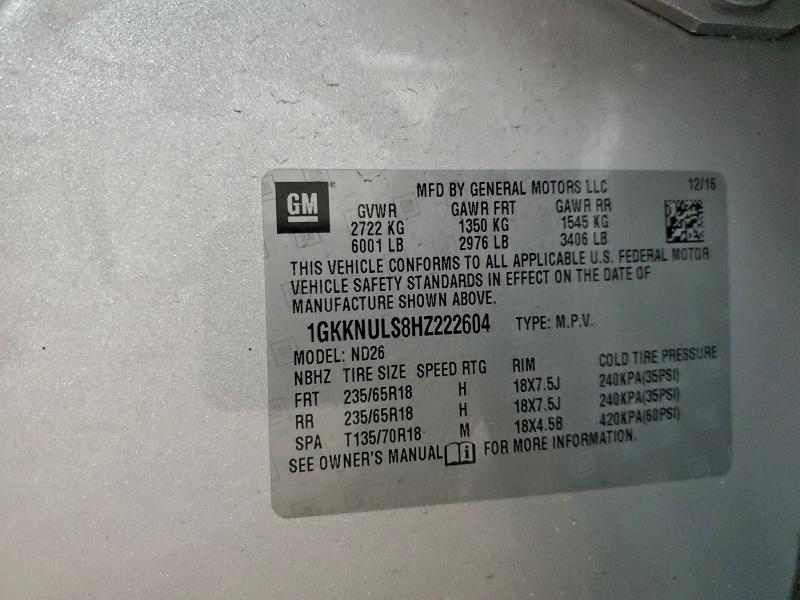 GM
MFD BY GENERAL MOTORS LLC 12/16
GVWR GAWR FRT GAWR RR
2722 KG 1350 KG 1545 KG
6001 LB 2976 LB 3406 LB
THIS VEHICLE CONFORMS TO ALL APPLICABLE U.S. FEDERAL MOTOR
VEHICLE SAFETY STANDARDS IN EFFECT ON THE DATE OF
MANUFACTURE SHOWN ABOVE.
1GKKNULS8HZ222604 TYPE: M.P.V.
MODEL: ND26
NBHZ TIRE SIZE SPEED RTG RIM COLD TIRE PRESSURE
FRT 235/65R18 H 18X7.5J 240KPA(35PSI)
RR 235/65R18 H 18X7.5J 240KPA(35PSI)
SPA T135/70R18 M 18X4.5B 420KPA(60PSI)
SEE OWNER'S MANUAL i FOR MORE INFORMATION.